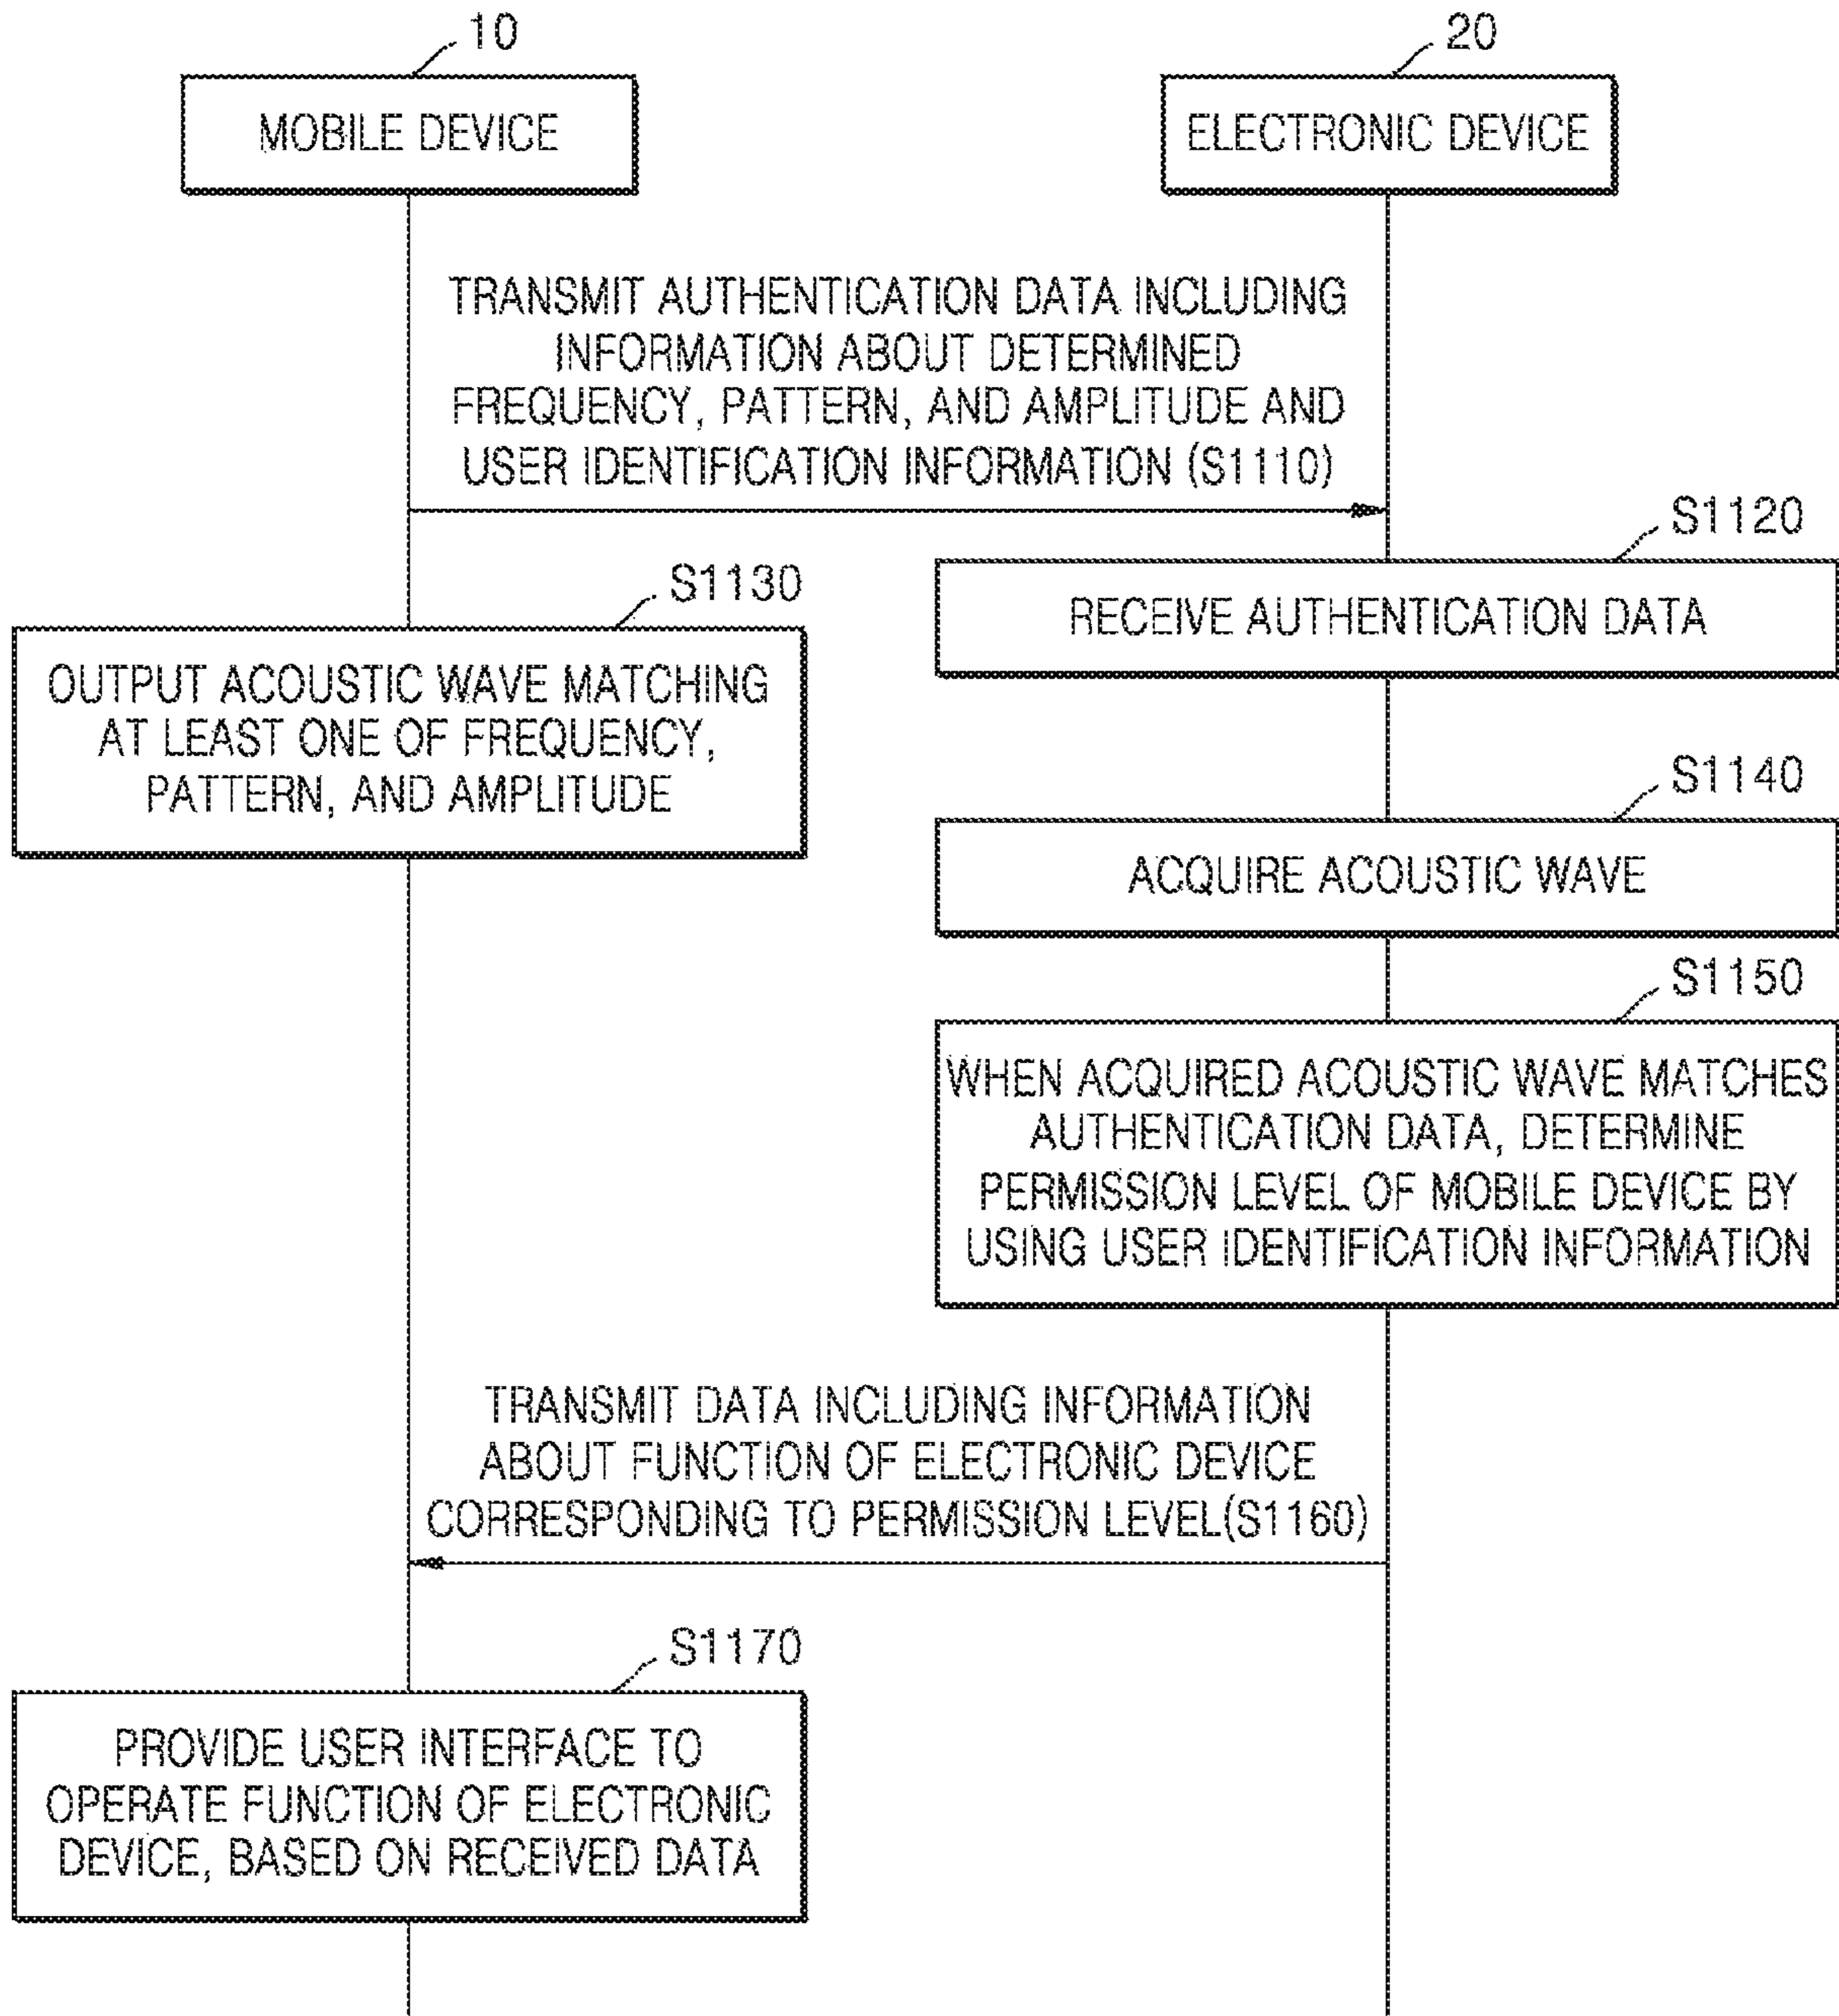 10
20
MOBILE DEVICE
ELECTRONIC DEVICE
TRANSMIT AUTHENTICATION DATA INCLUDING
INFORMATION ABOUT DETERMINED
FREQUENCY, PATTERN, AND AMPLITUDE AND
USER IDENTIFICATION INFORMATION (S1110)
S1120
RECEIVE AUTHENTICATION DATA
S1130
OUTPUT ACOUSTIC WAVE MATCHING
AT LEAST ONE OF FREQUENCY,
PATTERN, AND AMPLITUDE
S1140
ACQUIRE ACOUSTIC WAVE
S1150
WHEN ACQUIRED ACOUSTIC WAVE MATCHES
AUTHENTICATION DATA, DETERMINE
PERMISSION LEVEL OF MOBILE DEVICE BY
USING USER IDENTIFICATION INFORMATION
TRANSMIT DATA INCLUDING INFORMATION
ABOUT FUNCTION OF ELECTRONIC DEVICE
CORRESPONDING TO PERMISSION LEVEL(S1160)
S1170
PROVIDE USER INTERFACE TO
OPERATE FUNCTION OF ELECTRONIC
DEVICE, BASED ON RECEIVED DATA